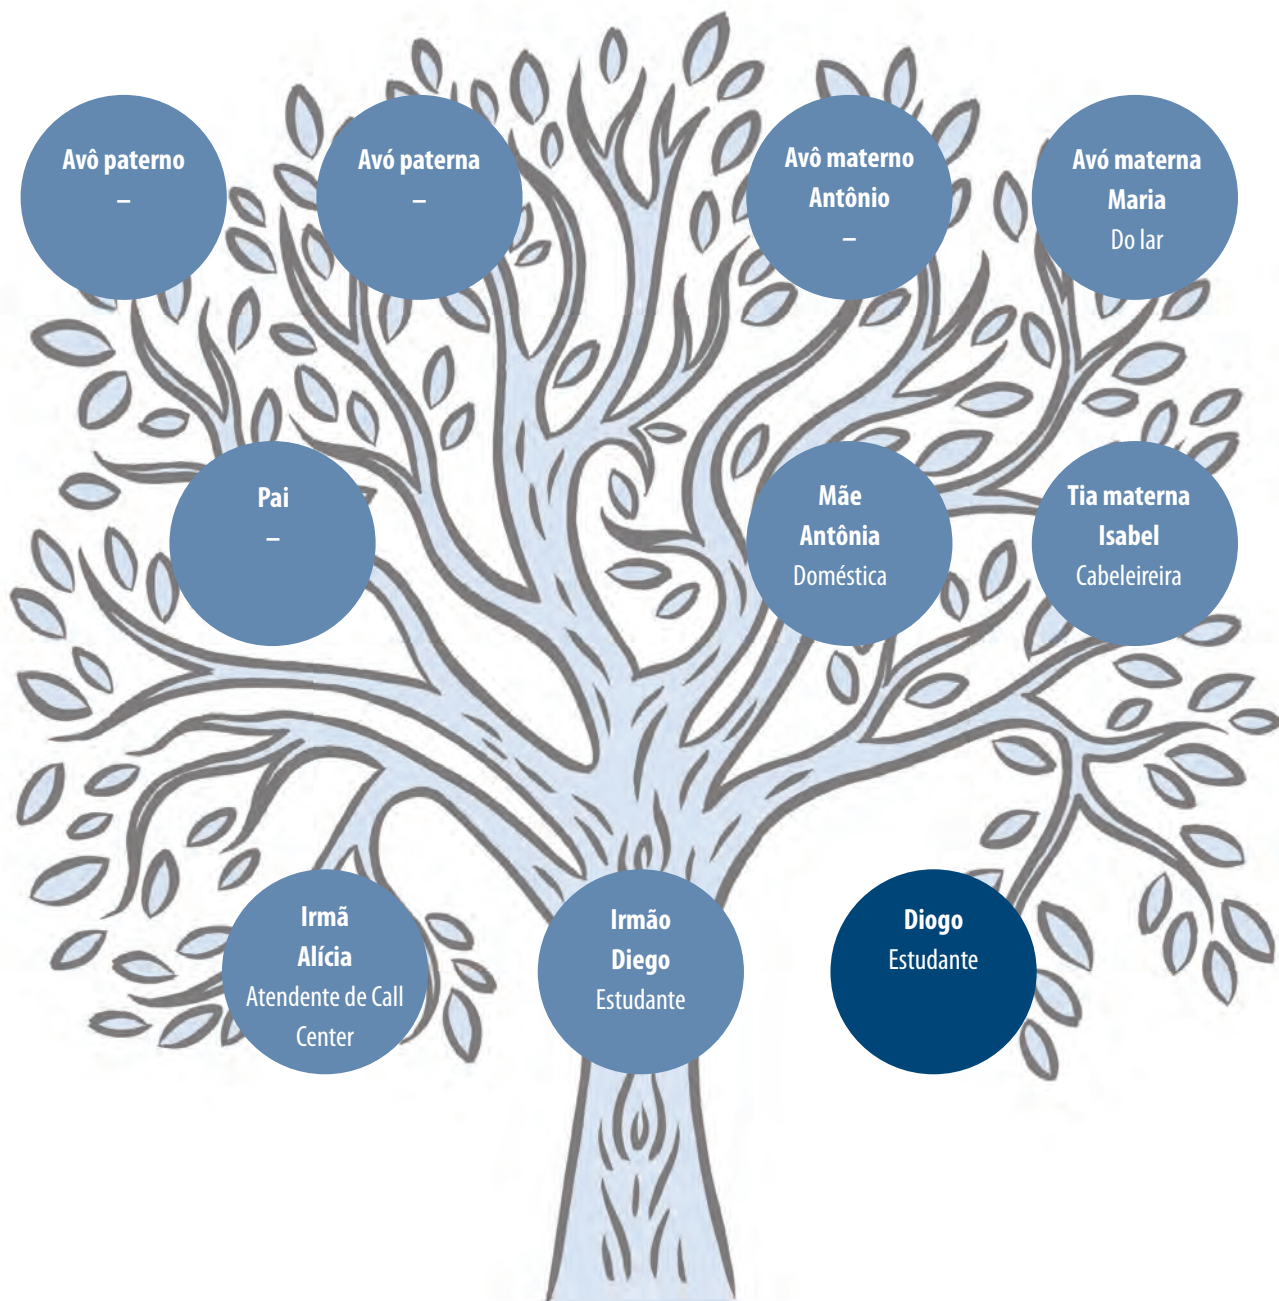 Avô paterno
–
Avó paterna
–
Avô materno
Antônio
–
Avó materna
Maria
Do lar
Pai
–
Mãe
Antônia
Doméstica
Tia materna
Isabel
Cabeleireira
Irmã
Alícia
Atendente de Call
Center
Irmão
Diego
Estudante
Diogo
Estudante